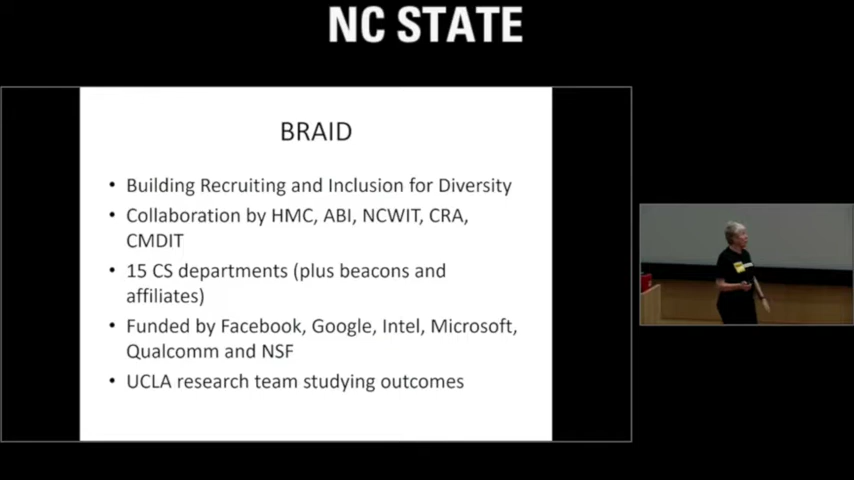 NC STATE
BRAID
• Building Recruiting and Inclusion for Diversity
• Collaboration by HMC, ABI, NCWIT, CRA,
CMDIT
• 15 CS departments (plus beacons and
affiliates)
• Funded by Facebook, Google, Intel, Microsoft,
Qualcomm and NSF
• UCLA research team studying outcomes